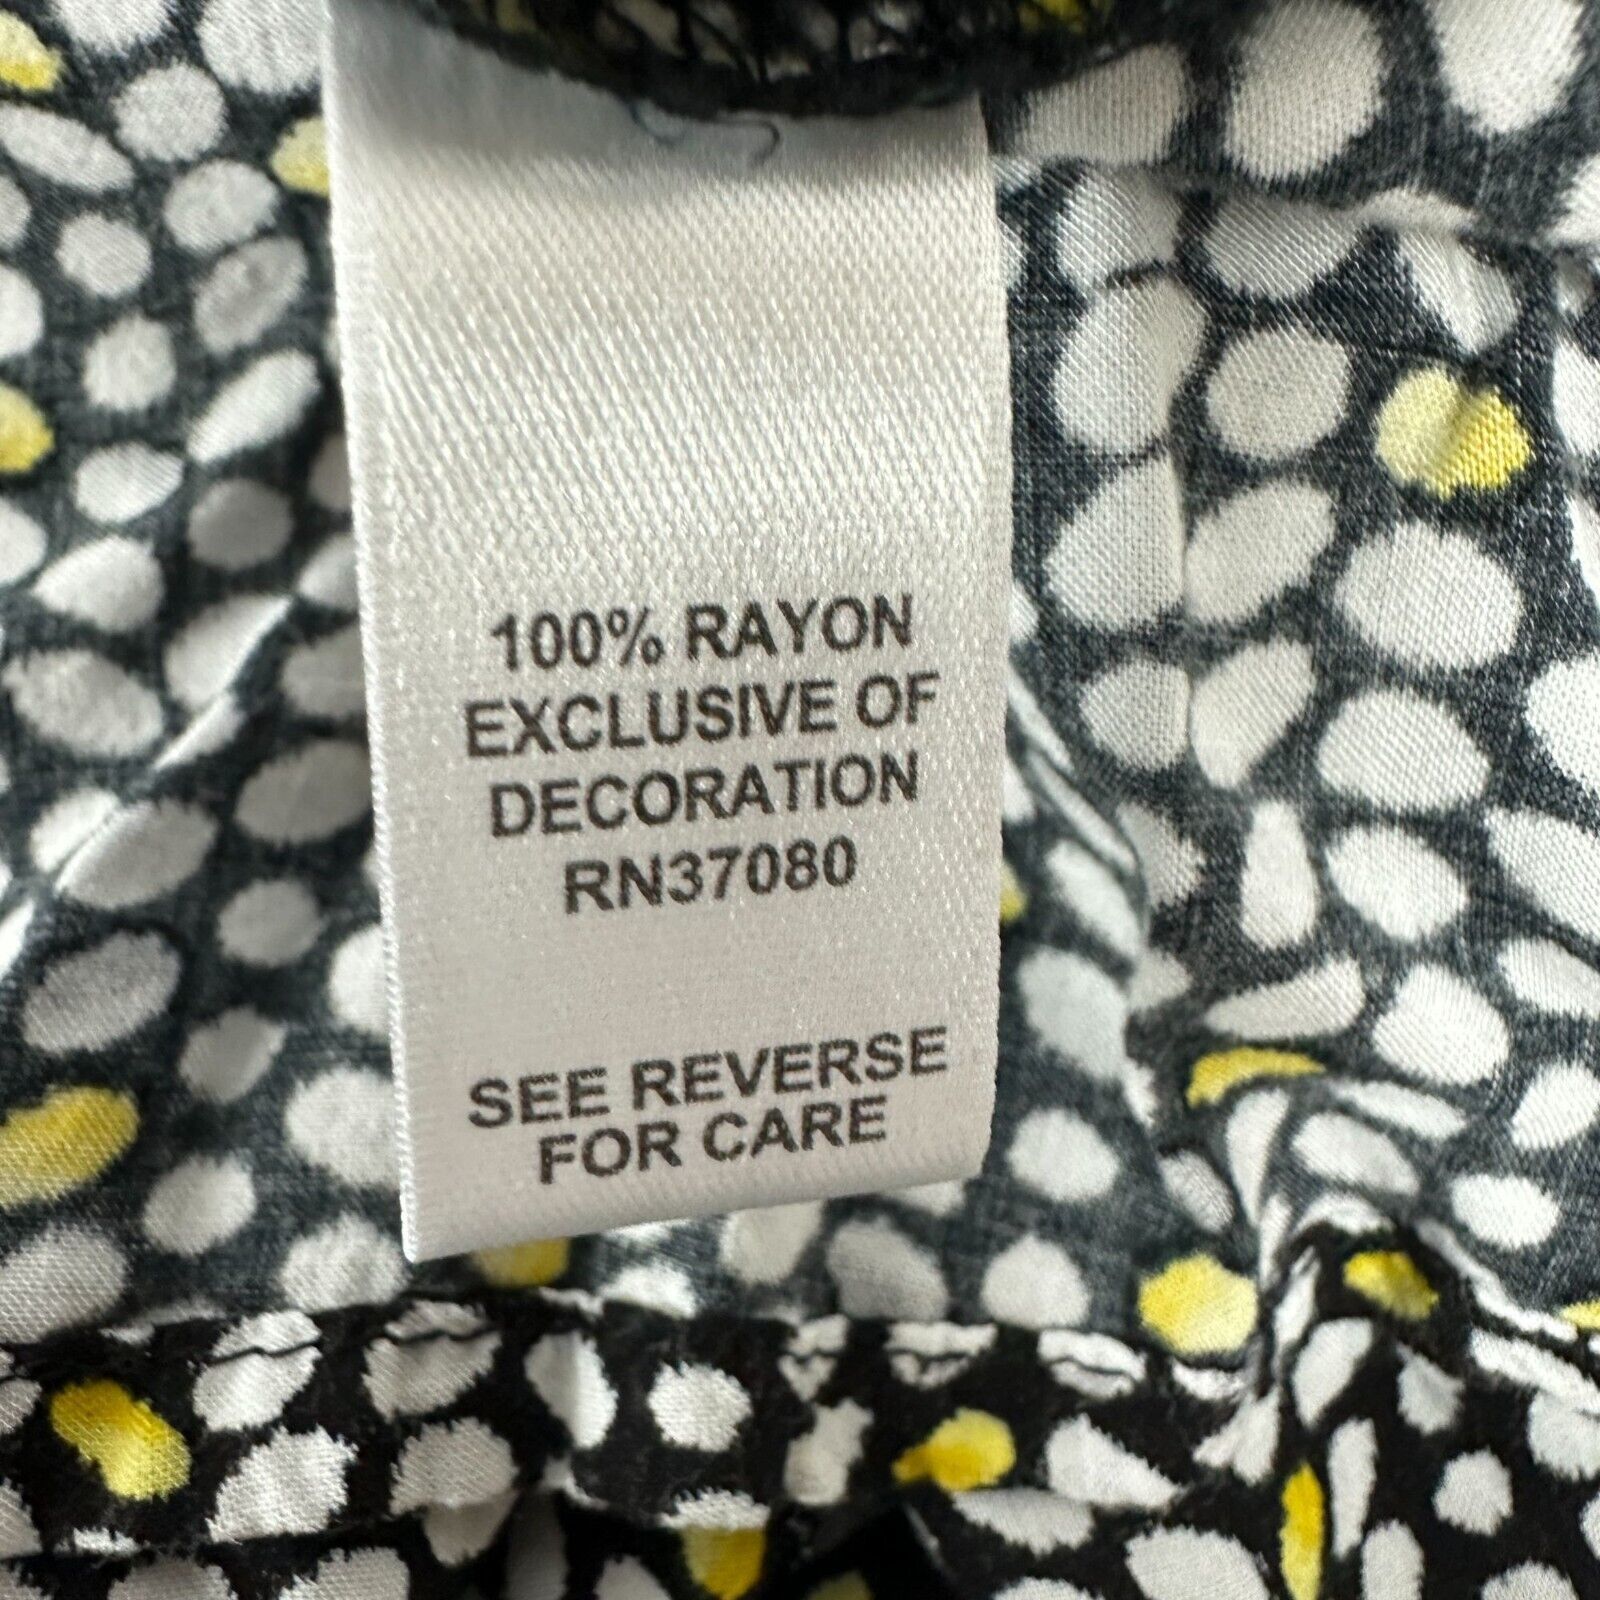 100% RAYON
EXCLUSIVE OF
DECORATION
RN37080
SEE REVERSE
FOR CARE